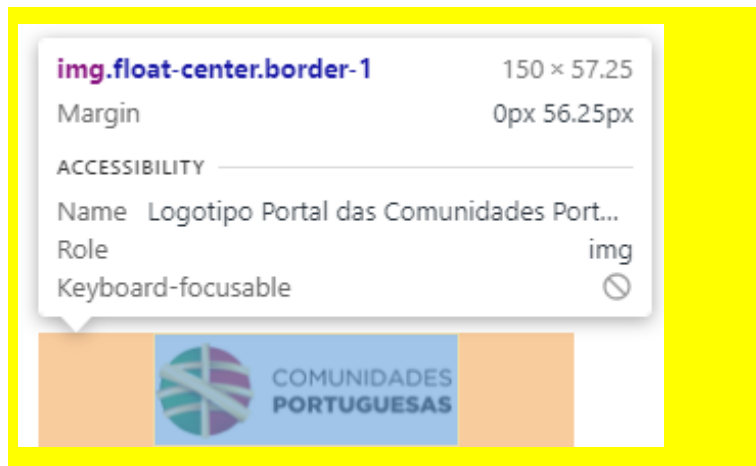 img.float-center.border-1 150 × 57.25
Margin 0px 56.25px
ACCESSIBILITY
Name Logotipo Portal das Comunidades Port...
Role img
Keyboard-focusable
COMUNIDADES
PORTUGUESAS